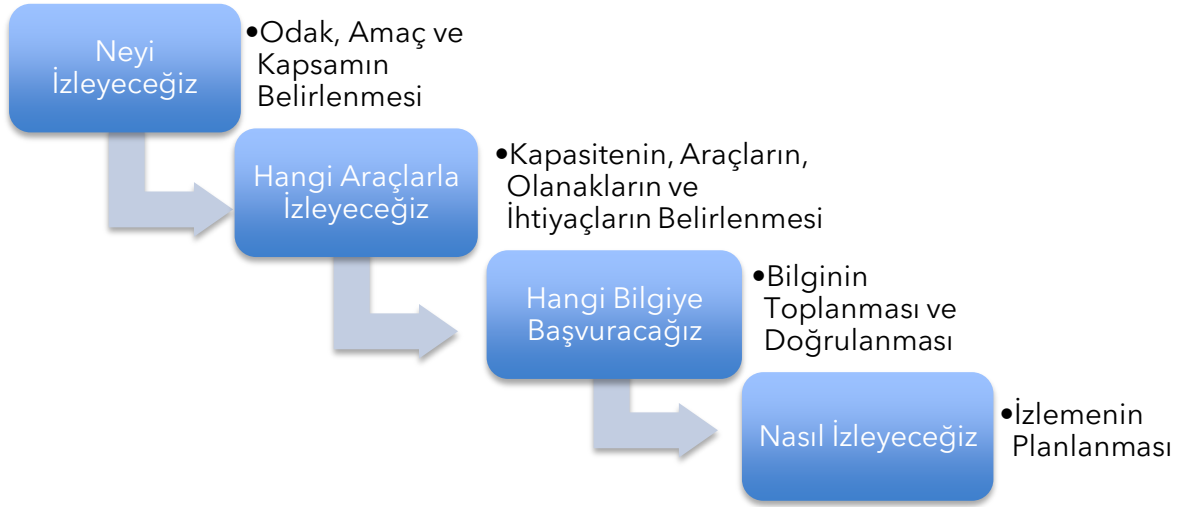 Neyi
İzleyeceğiz
•Odak, Amaç ve
Kapsamın
Belirlenmesi
Hangi Araçlarla
İzleyeceğiz
•Kapasitenin, Araçların,
Olanakların ve
İhtiyaçların Belirlenmesi
Hangi Bilgiye
Başvuracağız
•Bilginin
Toplanması ve
Doğrulanması
Nasıl İzleyeceğiz
•İzlemenin
Planlanması